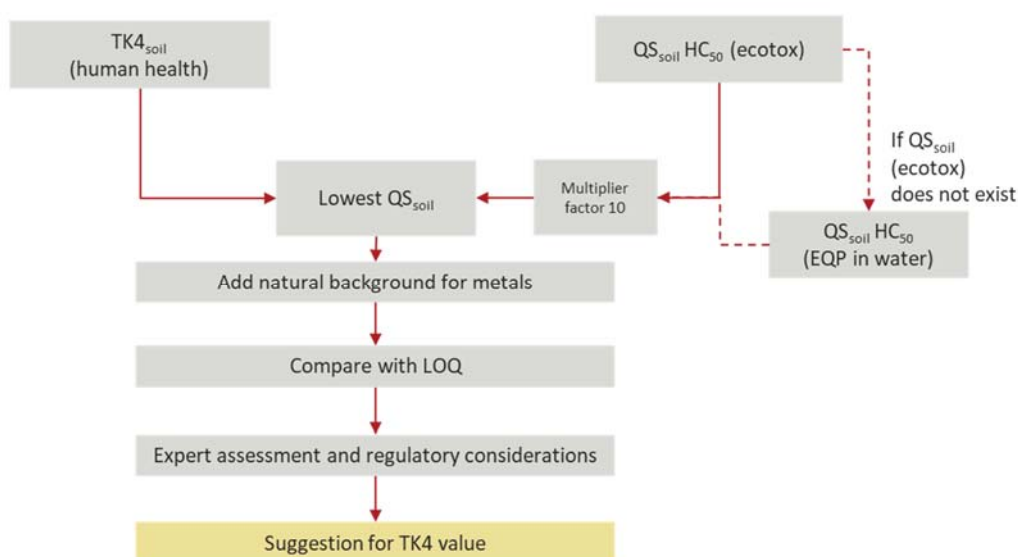 TK4soil
(human health)
QSsoil HC50 (ecotox)
If QSsoil
(ecotox)
does not exist
Lowest QSsoil
Multiplier
factor 10
QSsoil HC50
(EQP in water)
Add natural background for metals
Compare with LOQ
Expert assessment and regulatory considerations
Suggestion for TK4 value